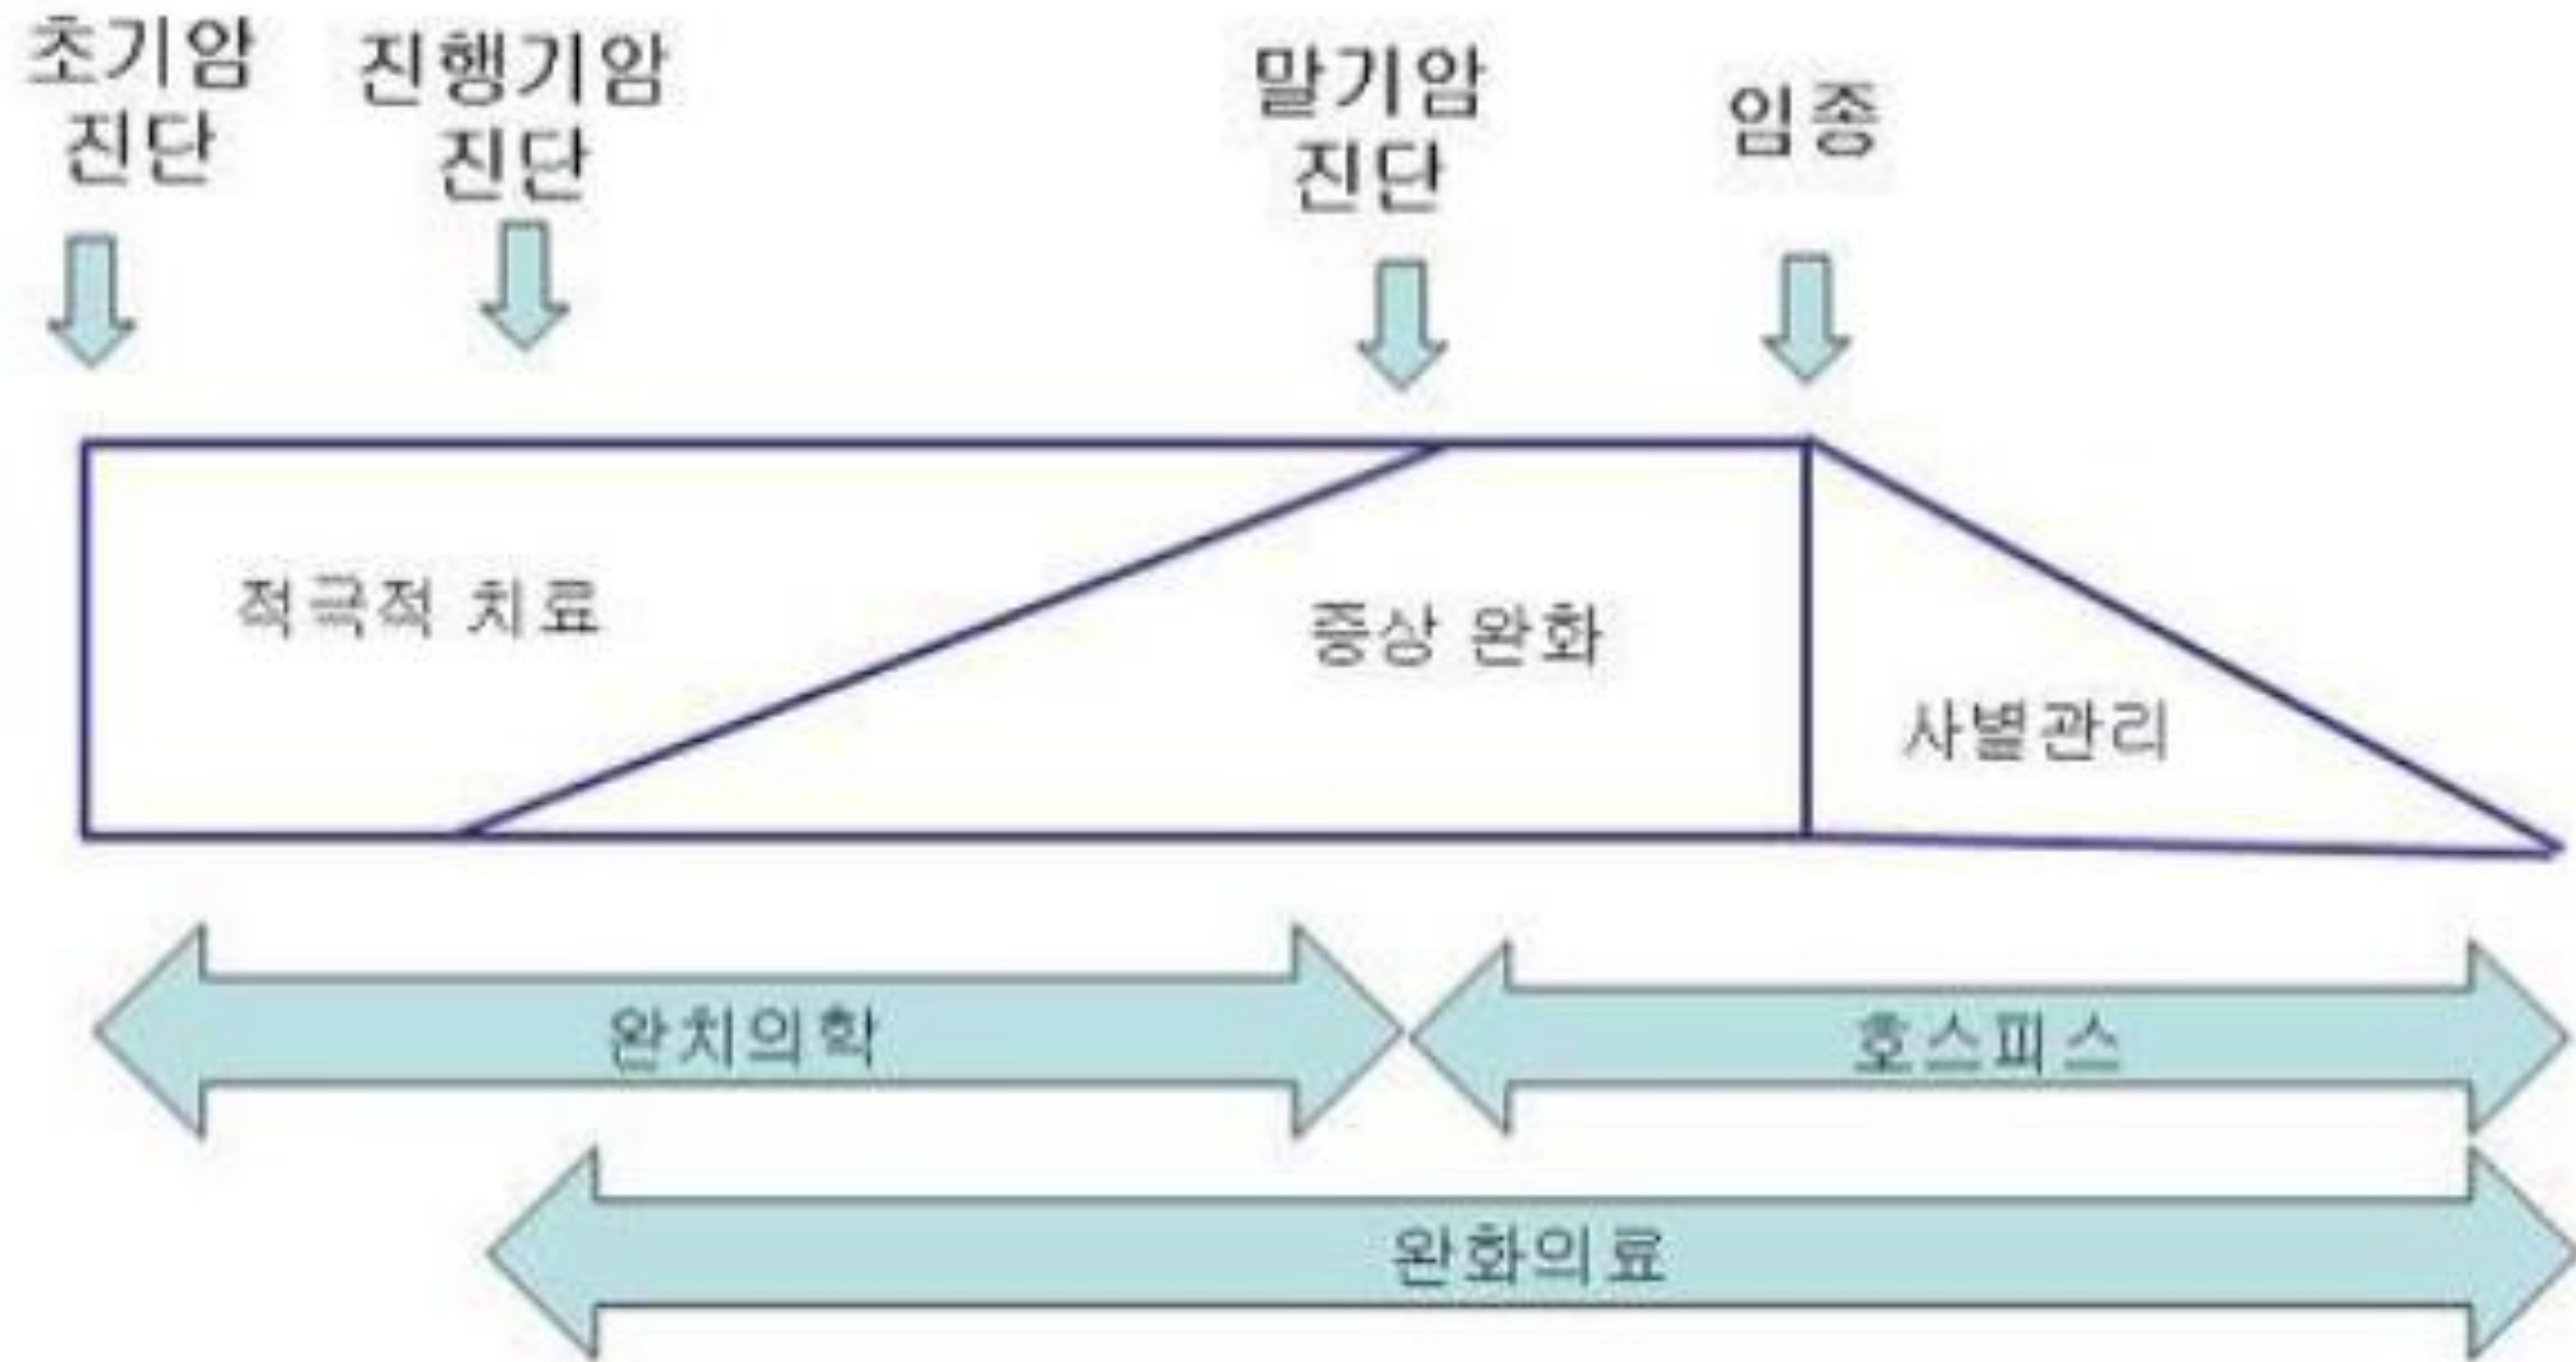 초기암
진단
진행기암
진단
말기암
진단
임종
적극적 치료
증상 완화
사별관리
완치의학
호스피스
완화의료